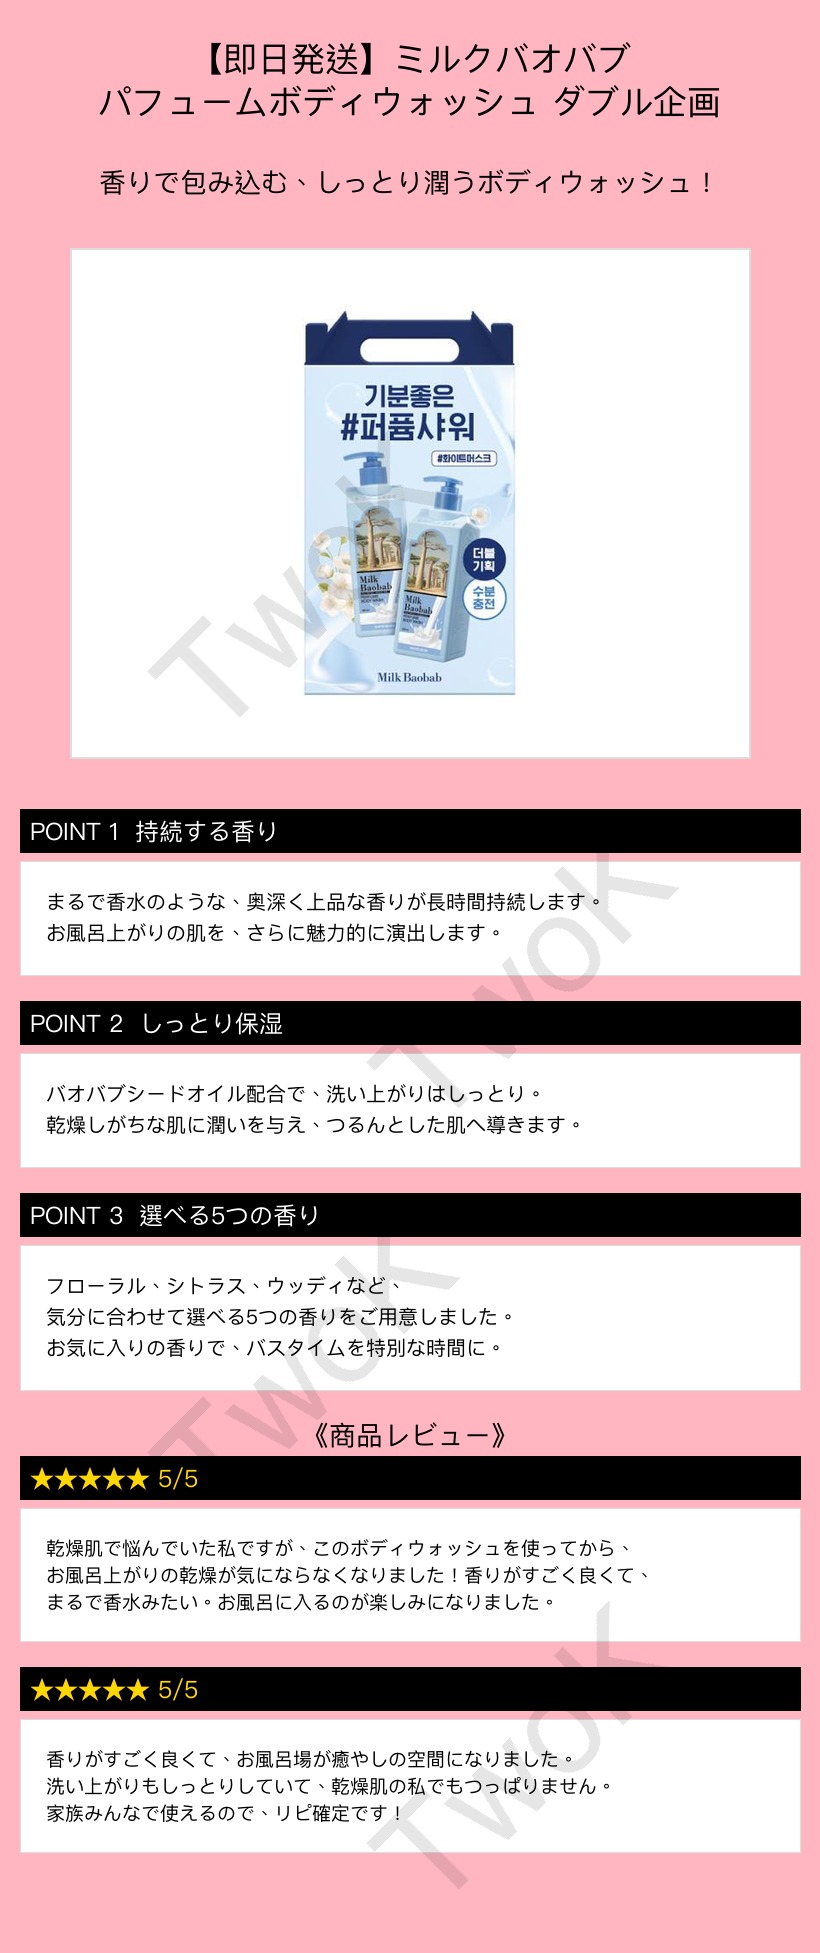 【即日発送】ミルクバオバブ
パフュームボディウォッシュ ダブル企画
香りで包み込む、しっとり潤うボディウォッシュ！
기분좋은
#퍼퓸샤워
#화이트머스크
더블
기획
수분
충전
Milk
Baobab
Milk
Baobab
Milk Baobab
TwoK
POINT 1 持続する香り
まるで香水のような、奥深く上品な香りが長時間持続します。
お風呂上がりの肌を、さらに魅力的に演出します。
TwoK
POINT 2 しっとり保湿
バオバブシードオイル配合で、洗い上がりはしっとり。
乾燥しがちな肌に潤いを与え、つるんとした肌へ導きます。
POINT 3 選べる5つの香り
フローラル、シトラス、ウッディなど、
気分に合わせて選べる5つの香りをご用意しました。
お気に入りの香りで、バスタイムを特別な時間に。
TwoK
《商品レビュー》
★★★★★ 5/5
乾燥肌で悩んでいた私ですが、このボディウォッシュを使ってから、
お風呂上がりの乾燥が気にならなくなりました！香りがすごく良くて、
まるで香水みたい。お風呂に入るのが楽しみになりました。
★★★★★ 5/5
香りがすごく良くて、お風呂場が癒やしの空間になりました。
洗い上がりもしっとりしていて、乾燥肌の私でもつっぱりません。
家族みんなで使えるので、リピ確定です！
TwoK